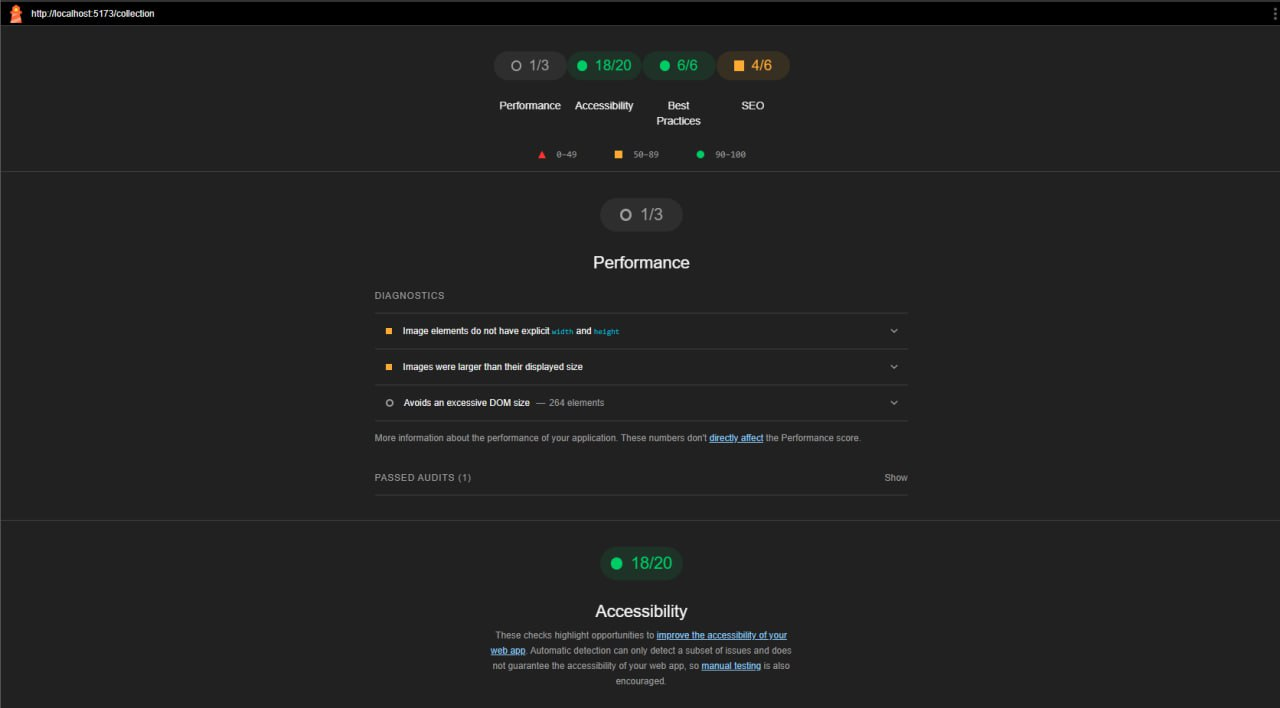 http://localhost:5173/collection
1/3 18/20 6/6 4/6
Performance Accessibility Best Practices SEO
0–49 50–89 90–100
1/3
Performance
DIAGNOSTICS
Image elements do not have explicit width and height
Images were larger than their displayed size
Avoids an excessive DOM size — 264 elements
More information about the performance of your application. These numbers don't directly affect the Performance score.
PASSED AUDITS (1) Show
18/20
Accessibility
These checks highlight opportunities to improve the accessibility of your
web app. Automatic detection can only detect a subset of issues and does
not guarantee the accessibility of your web app, so manual testing is also
encouraged.